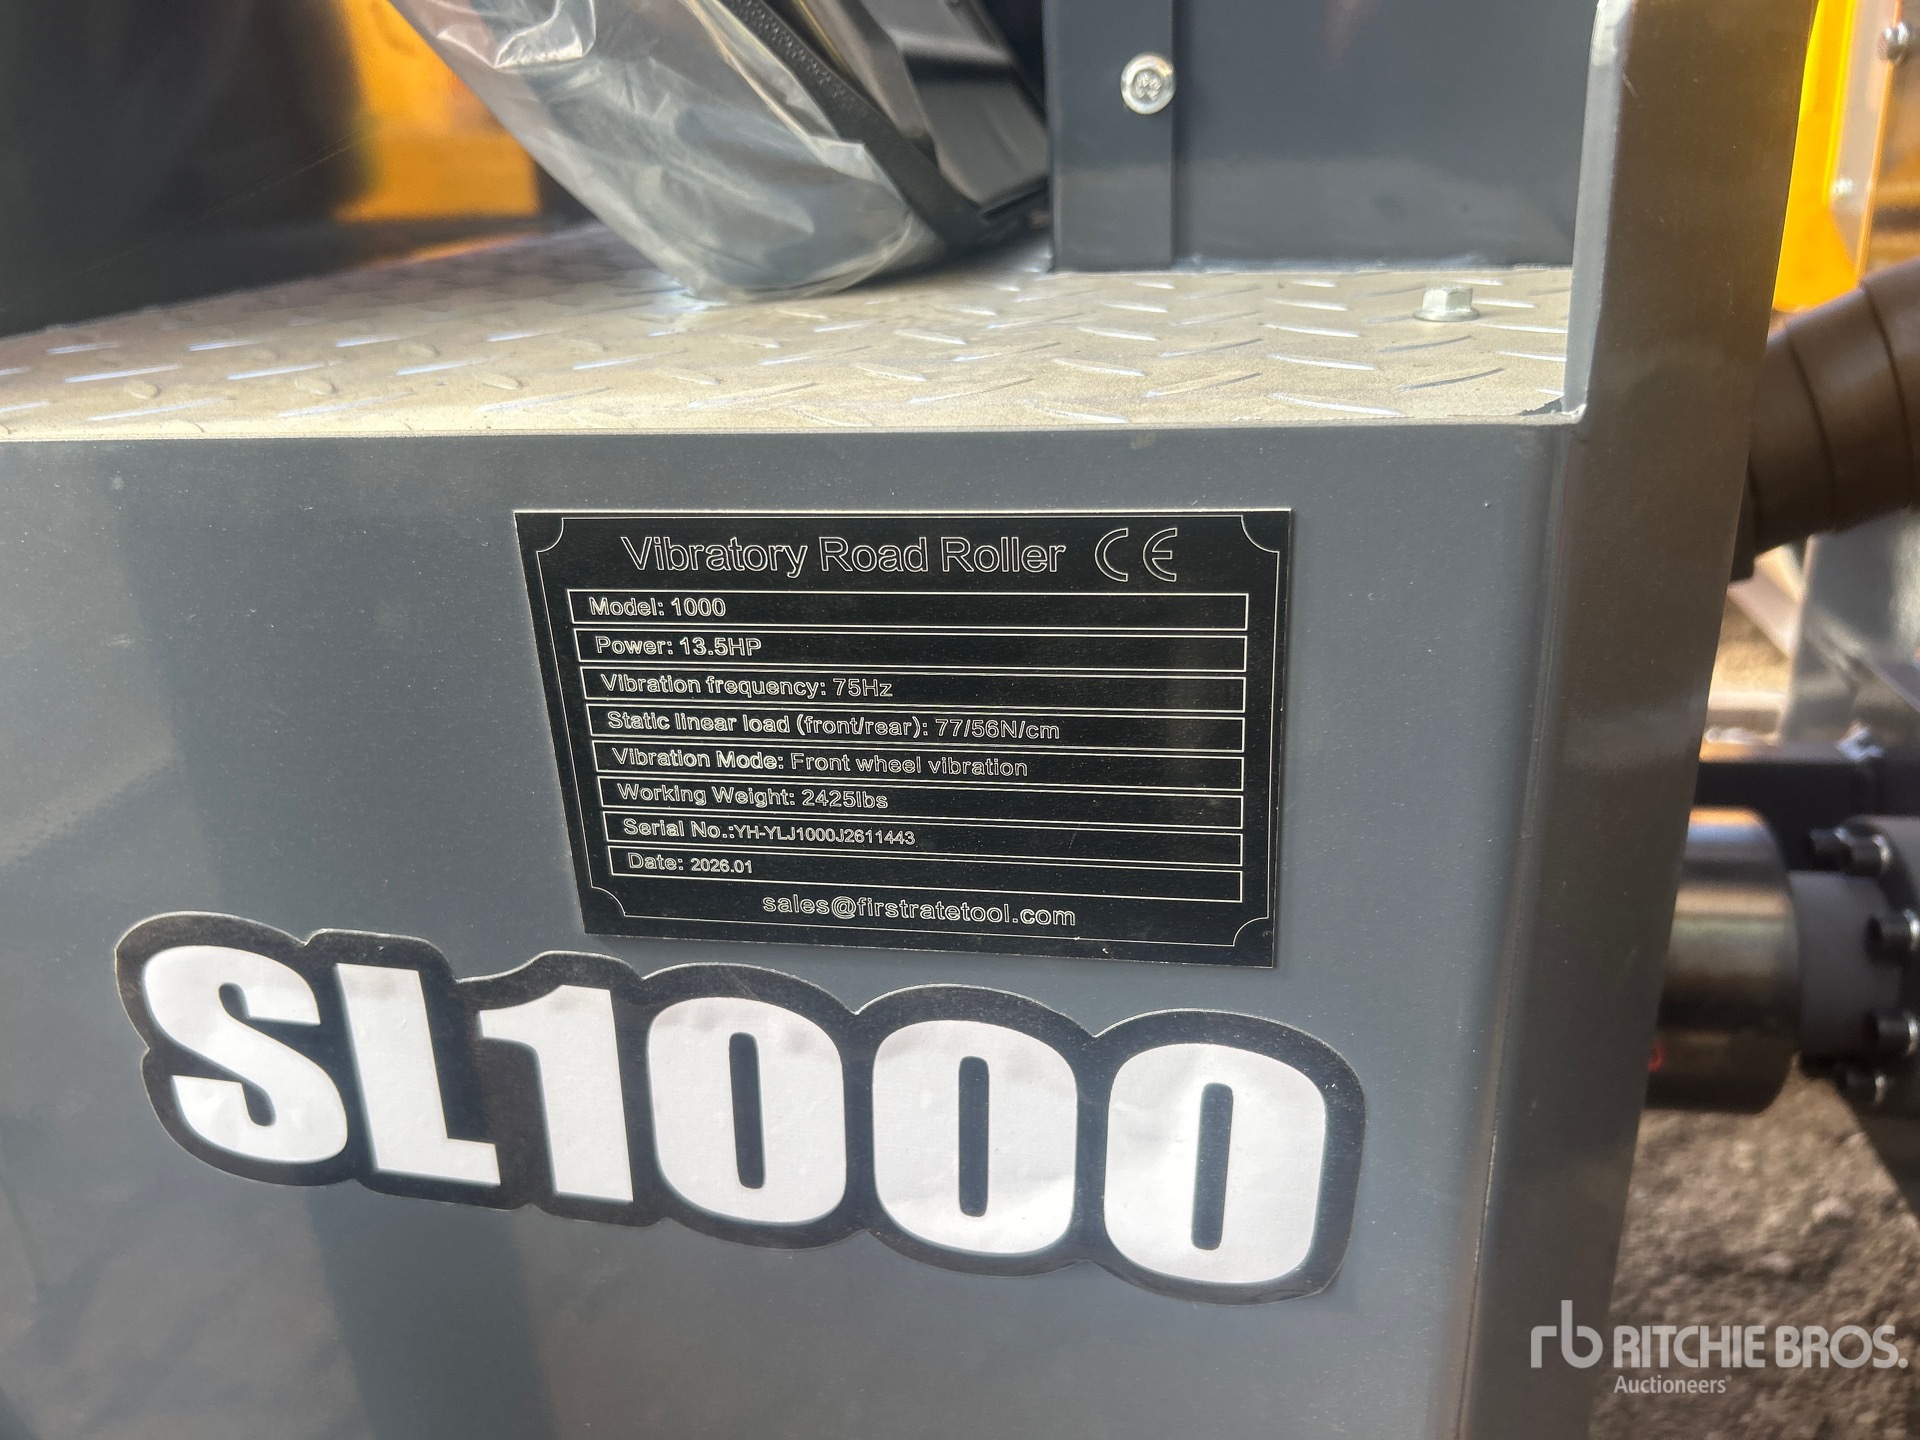 Vibratory Road Roller CE
Model: 1000
Power: 13.5HP
Vibration frequency: 75Hz
Static linear load (front/rear): 77/56N/cm
Vibration Mode: Front wheel vibration
Working Weight: 2425lbs
Serial No.:YH-YLJ1000J2611443
Date: 2026.01
sales@firstratetool.com
SL1000
rb RITCHIE BROS.
Auctioneers